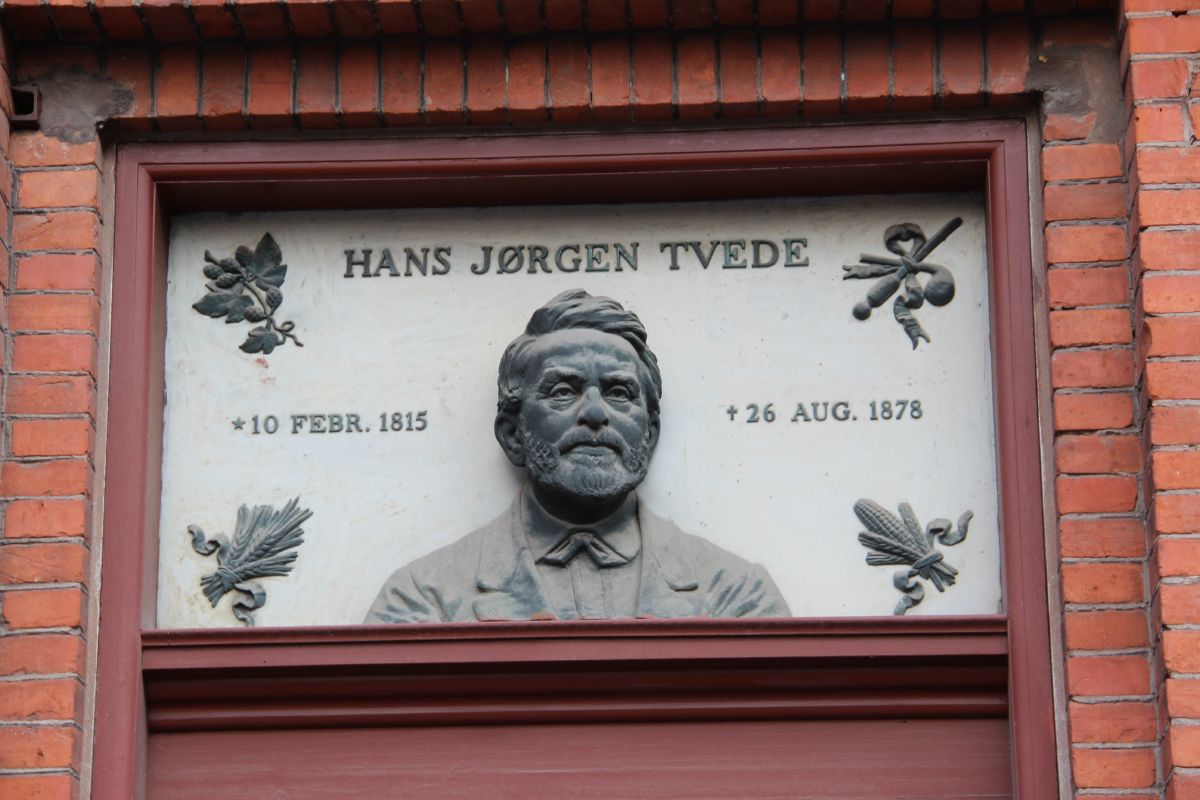 HANS JØRGEN TVEDE
*10 FEBR. 1815
†26 AUG. 1878